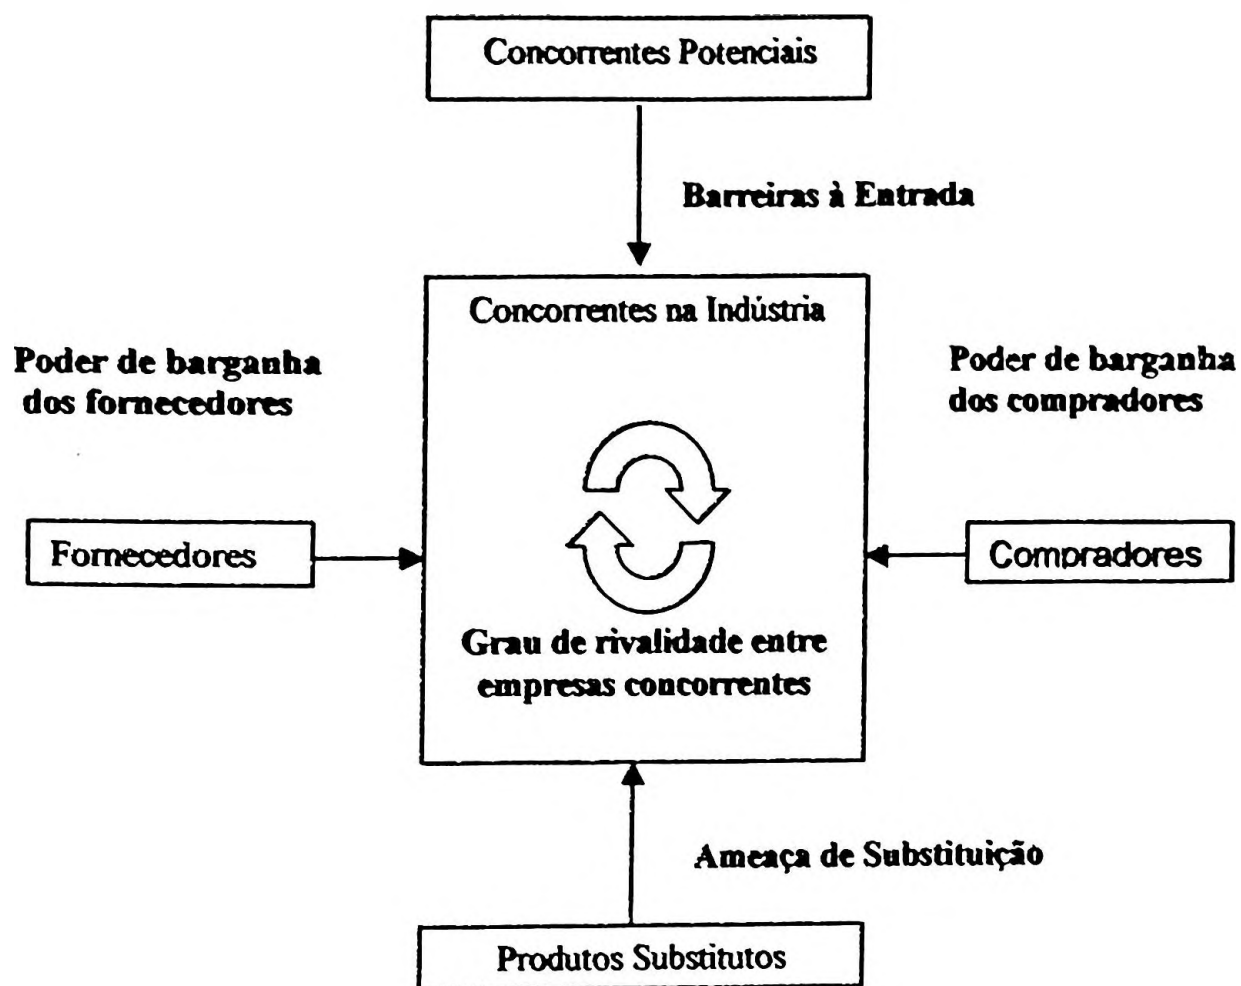 Concorrentes Potenciais
Barreiras à Entrada
Concorrentes na Indústria
Poder de barganha
dos fornecedores
Poder de barganha
dos compradores
Fornecedores
Compradores
Grau de rivalidade entre
empresas concorrentes
Ameaça de Substituição
Produtos Substitutos